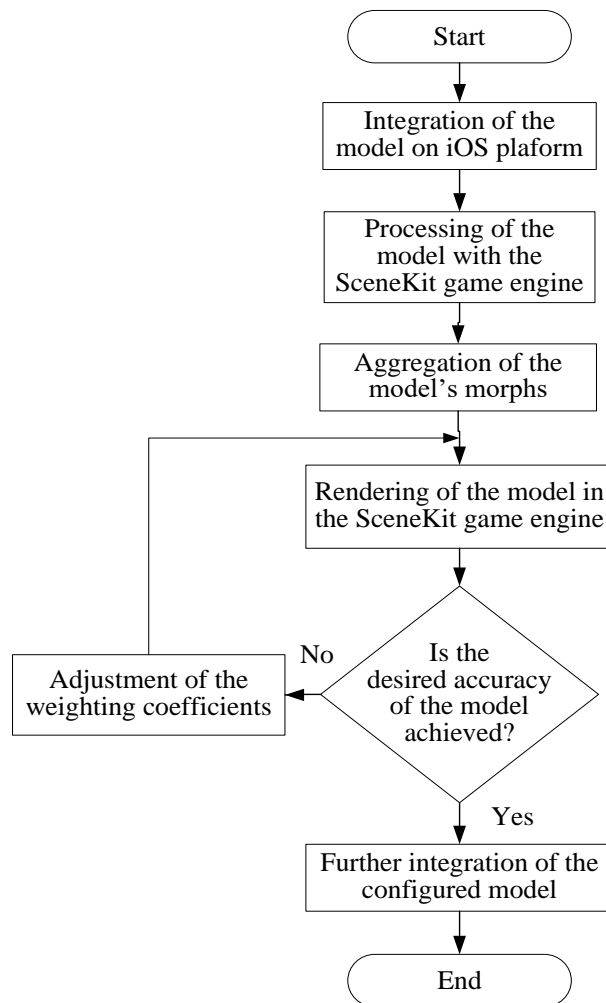 Start
Integration of the
model on iOS plaform
Processing of the
model with the
SceneKit game engine
Aggregation of the
model's morphs
Rendering of the model in
the SceneKit game engine
Is the
desired accuracy
of the model
achieved?
No
Adjustment of the
weighting coefficients
Yes
Further integration of the
configured model
End